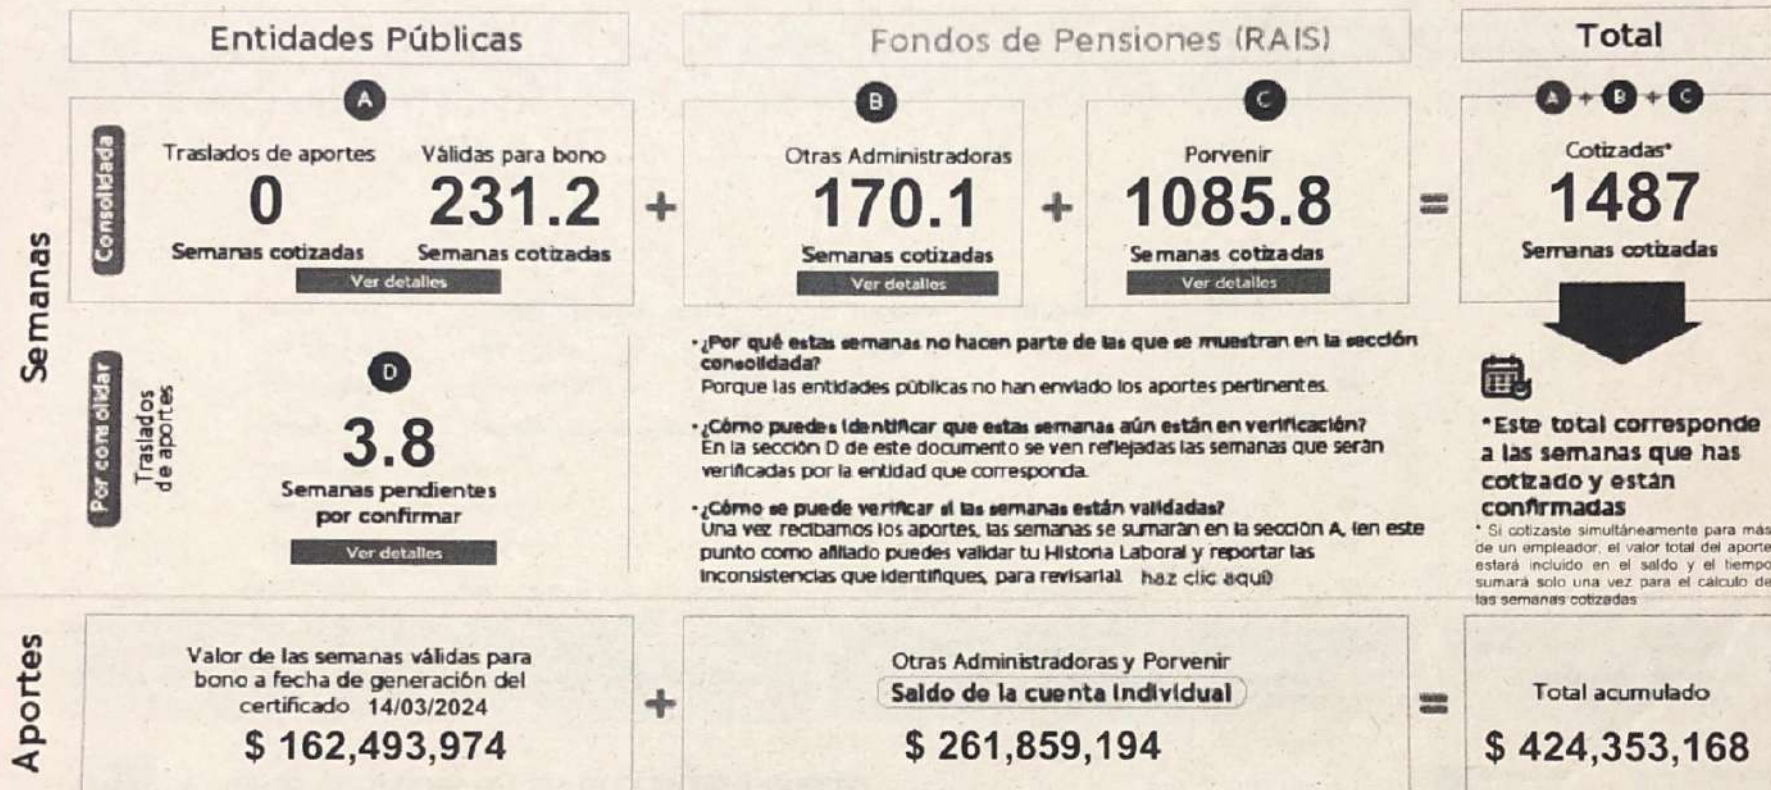 Entidades Públicas
Fondos de Pensiones (RAIS)
Total
Semanas
Consolidada
A
Traslados de aportes
0
Semanas cotizadas
Válidas para bono
231.2
Semanas cotizadas
Ver detalles
+
B
Otras Administradoras
170.1
Semanas cotizadas
Ver detalles
+
C
Porvenir
1085.8
Semanas cotizadas
Ver detalles
=
A + B + C
Cotizadas*
1487
Semanas cotizadas
Por consolidar
Traslados
de aportes
D
3.8
Semanas pendientes
por confirmar
Ver detalles
• ¿Por qué estas semanas no hacen parte de las que se muestran en la sección
consolidada?
Porque las entidades públicas no han enviado los aportes pertinentes.
• ¿Cómo puedes identificar que estas semanas aún están en verificación?
En la sección D de este documento se ven reflejadas las semanas que serán
verificadas por la entidad que corresponda.
• ¿Cómo se puede verificar si las semanas están validadas?
Una vez recibamos los aportes, las semanas se sumarán en la sección A, (en este
punto como afiliado puedes validar tu Historia Laboral y reportar las
inconsistencias que identifiques, para revisarla). haz clic aquí)
*Este total corresponde
a las semanas que has
cotizado y están
confirmadas
* Si cotizaste simultáneamente para más
de un empleador, el valor total del aporte
estará incluido en el saldo y el tiempo
sumará solo una vez para el cálculo de
las semanas cotizadas
Aportes
Valor de las semanas válidas para
bono a fecha de generación del
certificado 14/03/2024
$ 162,493,974
+
Otras Administradoras y Porvenir
Saldo de la cuenta individual
$ 261,859,194
=
Total acumulado
$ 424,353,168